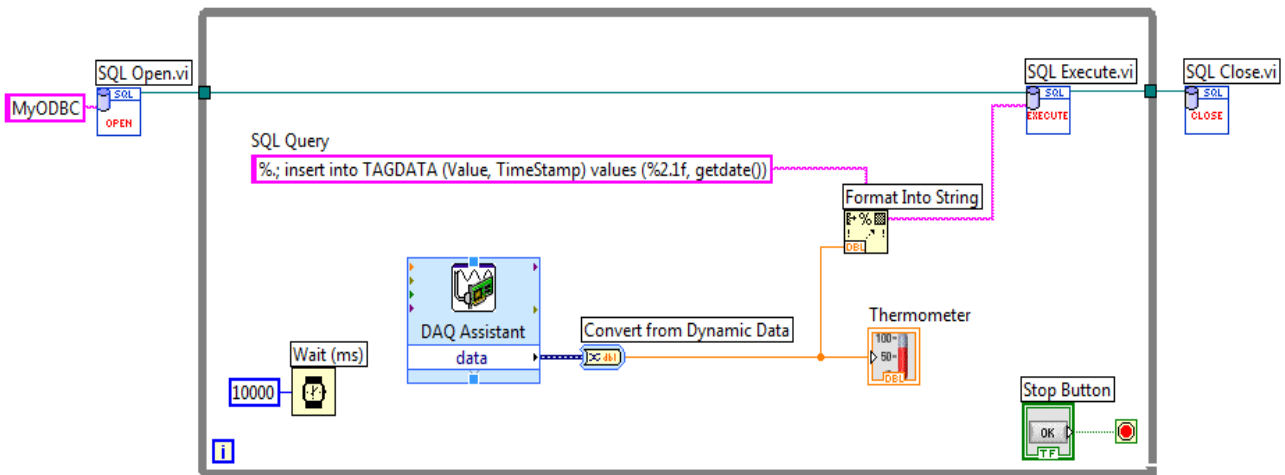 SQL Open.vi
SQL Execute.vi
SQL Close.vi
MyODBC
SQL
OPEN
SQL
EXECUTE
SQL
CLOSE
SQL Query
%.; insert into TAGDATA (Value, TimeStamp) values (%2.1f, getdate())
Format Into String
%
DBL
DAQ Assistant
data
Convert from Dynamic Data
dbl
Thermometer
100
50
DBL
Wait (ms)
10000
Stop Button
OK
TF
i